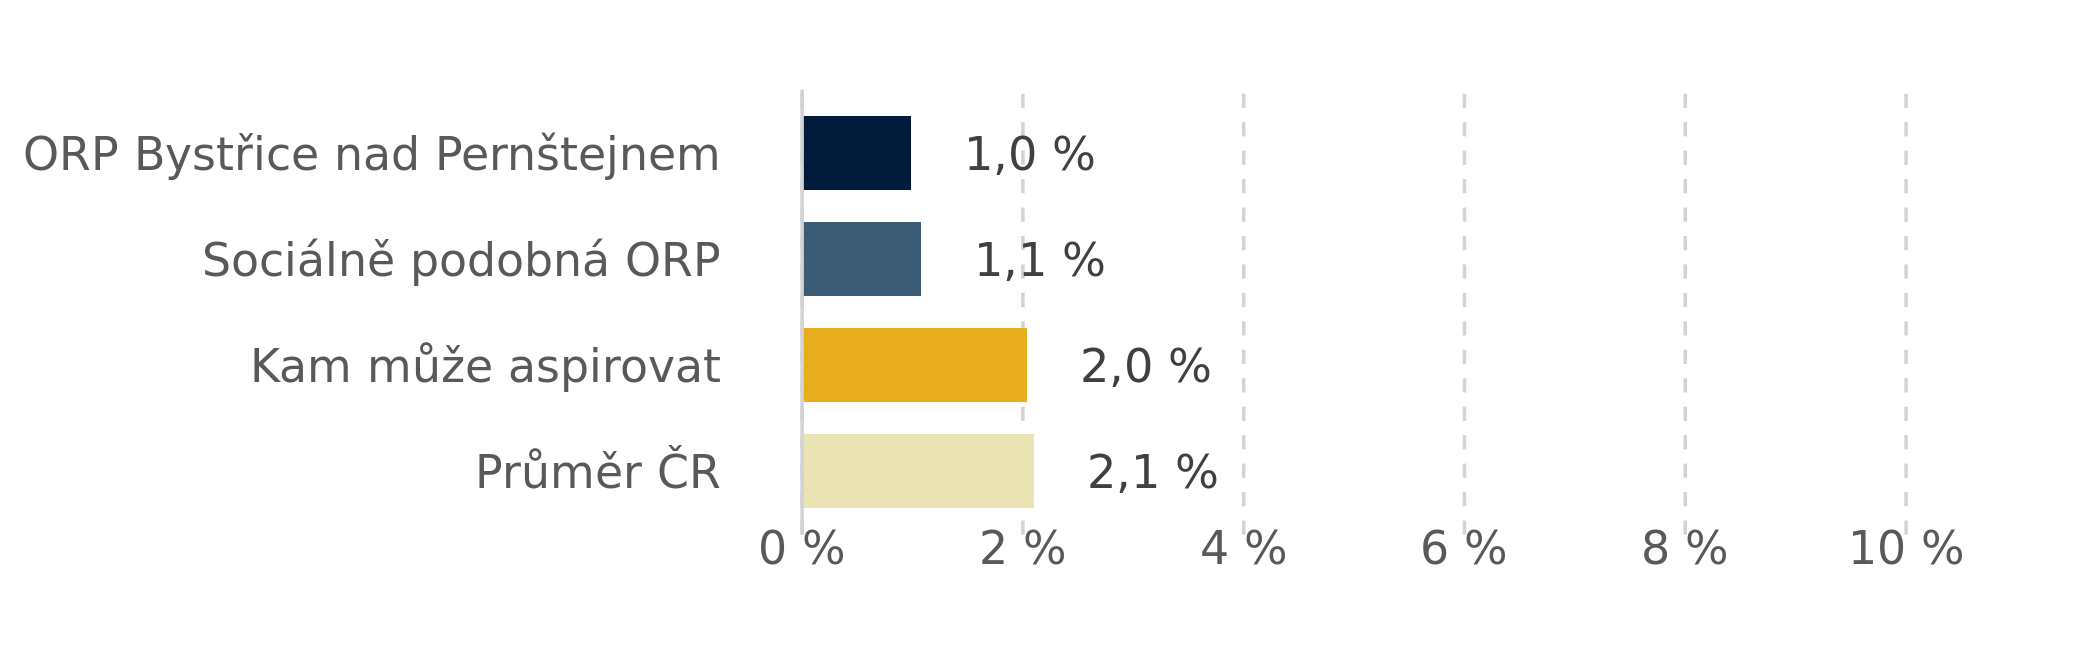 ORP Bystřice nad Pernštejnem 1,0 %
Sociálně podobná ORP 1,1 %
Kam může aspirovat 2,0 %
Průměr ČR 2,1 %
0 % 2 % 4 % 6 % 8 % 10 %